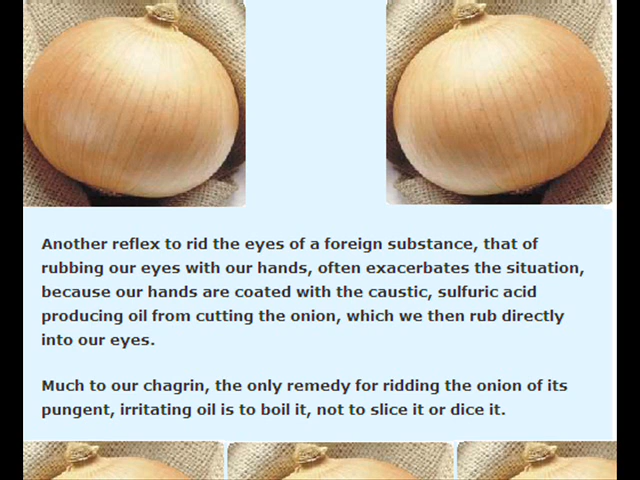 Another reflex to rid the eyes of a foreign substance, that of
rubbing our eyes with our hands, often exacerbates the situation,
because our hands are coated with the caustic, sulfuric acid
producing oil from cutting the onion, which we then rub directly
into our eyes.
Much to our chagrin, the only remedy for ridding the onion of its
pungent, irritating oil is to boil it, not to slice it or dice it.